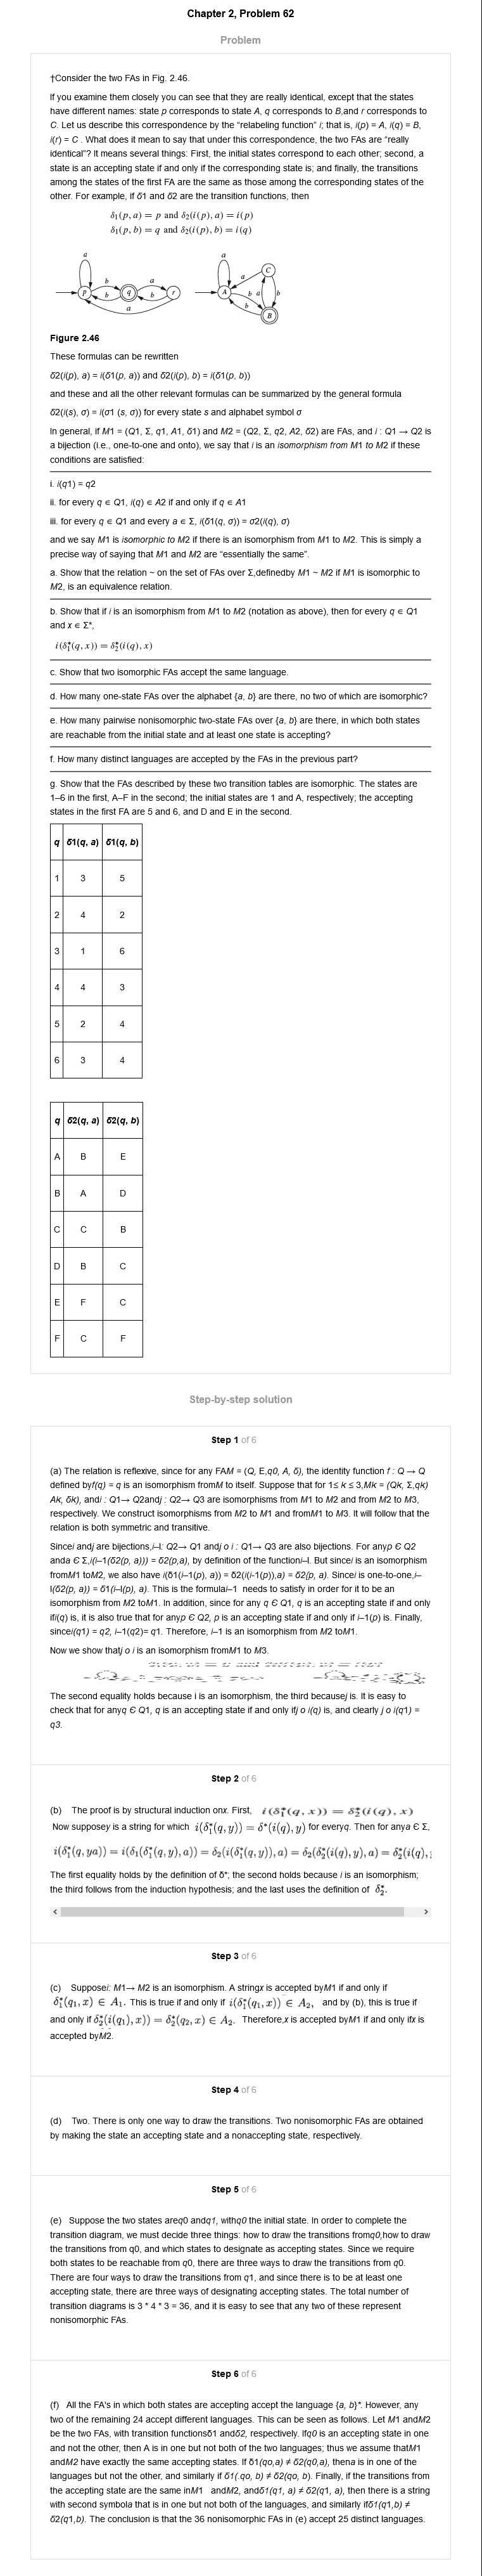 Chapter 2, Problem 62
Problem
†Consider the two FAs in Fig. 2.46.
If you examine them closely you can see that they are really identical, except that the states
have different names: state p corresponds to state A, q corresponds to B,and r corresponds to
C. Let us describe this correspondence by the “relabeling function” i; that is, i(p) = A, i(q) = B,
i(r) = C . What does it mean to say that under this correspondence, the two FAs are “really
identical”? It means several things: First, the initial states correspond to each other; second, a
state is an accepting state if and only if the corresponding state is; and finally, the transitions
among the states of the first FA are the same as those among the corresponding states of the
other. For example, if δ1 and δ2 are the transition functions, then
δ₁(p, a) = p and δ₂(i(p), a) = i(p)
δ₁(p, b) = q and δ₂(i(p), b) = i(q)
a
b
a
p
q
r
b
b
a
a
C
a
A
b
a
b
b
B
Figure 2.46
These formulas can be rewritten
δ2(i(p), a) = i(δ1(p, a)) and δ2(i(p), b) = i(δ1(p, b))
and these and all the other relevant formulas can be summarized by the general formula
δ2(i(s), σ) = i(σ1 (s, σ)) for every state s and alphabet symbol σ
In general, if M1 = (Q1, Σ, q1, A1, δ1) and M2 = (Q2, Σ, q2, A2, δ2) are FAs, and i : Q1 → Q2 is
a bijection (i.e., one-to-one and onto), we say that i is an isomorphism from M1 to M2 if these
conditions are satisfied:
i. i(q1) = q2
ii. for every q ∈ Q1, i(q) ∈ A2 if and only if q ∈ A1
iii. for every q ∈ Q1 and every a ∈ Σ, i(δ1(q, σ)) = σ2(i(q), σ)
and we say M1 is isomorphic to M2 if there is an isomorphism from M1 to M2. This is simply a
precise way of saying that M1 and M2 are “essentially the same”.
a. Show that the relation ~ on the set of FAs over Σ,definedby M1 ~ M2 if M1 is isomorphic to
M2, is an equivalence relation.
b. Show that if i is an isomorphism from M1 to M2 (notation as above), then for every q ∈ Q1
and x ∈ Σ*,
i(δ₁*(q, x)) = δ₂*(i(q), x)
c. Show that two isomorphic FAs accept the same language.
d. How many one-state FAs over the alphabet {a, b} are there, no two of which are isomorphic?
e. How many pairwise nonisomorphic two-state FAs over {a, b} are there, in which both states
are reachable from the initial state and at least one state is accepting?
f. How many distinct languages are accepted by the FAs in the previous part?
g. Show that the FAs described by these two transition tables are isomorphic. The states are
1–6 in the first, A–F in the second; the initial states are 1 and A, respectively; the accepting
states in the first FA are 5 and 6, and D and E in the second.
q δ1(q, a) δ1(q, b)
1 3 5
2 4 2
3 1 6
4 4 3
5 2 4
6 3 4
q δ2(q, a) δ2(q, b)
A B E
B A D
C C B
D B C
E F C
F C F
Step-by-step solution
Step 1 of 6
(a) The relation is reflexive, since for any FAM = (Q, E,q0, A, δ), the identity function f : Q → Q
defined byf(q) = q is an isomorphism fromM to itself. Suppose that for 1≤ k ≤ 3,Mk = (Qk, Σ,qk)
Ak, δk), andi : Q1→ Q2andj : Q2→ Q3 are isomorphisms from M1 to M2 and from M2 to M3,
respectively. We construct isomorphisms from M2 to M1 and fromM1 to M3. It will follow that the
relation is both symmetric and transitive.
Sincei andj are bijections,i–l: Q2→ Q1 andj o i : Q1→ Q3 are also bijections. For anyp Є Q2
anda Є Σ,i(i–1(δ2(p, a))) = δ2(p,a), by definition of the functioni–l. But sincei is an isomorphism
fromM1 toM2, we also have i(δ1(i–1(p), a)) = δ2(i(i-1(p)),a) = δ2(p, a). Sincei is one-to-one,i–
l(δ2(p, a)) = δ1(i–l(p), a). This is the formulai–1 needs to satisfy in order for it to be an
isomorphism from M2 toM1. In addition, since for any q Є Q1, q is an accepting state if and only
ifi(q) is, it is also true that for anyp Є Q2, p is an accepting state if and only if i–1(p) is. Finally,
sincei(q1) = q2, i–1(q2)= q1. Therefore, i–1 is an isomorphism from M2 toM1.
Now we show thatj o i is an isomorphism fromM1 to M3.
The second equality holds because i is an isomorphism, the third becausej is. It is easy to
check that for anyq Є Q1, q is an accepting state if and only ifj o i(q) is, and clearly j o i(q1) =
q3.
Step 2 of 6
(b) The proof is by structural induction onx. First, i(δ₁*(q, x)) = δ₂*(i(q), x)
Now supposey is a string for which i(δ₁*(q, y)) = δ*(i(q), y) for everyq. Then for anya Є Σ,
i(δ₁*(q, ya)) = i(δ₁(δ₁*(q, y), a)) = δ₂(i(δ₁*(q, y)), a) = δ₂(δ₂*(i(q), y), a) = δ₂*(i(q),
The first equality holds by the definition of δ*; the second holds because i is an isomorphism;
the third follows from the induction hypothesis; and the last uses the definition of δ₂*.
Step 3 of 6
(c) Supposei: M1→ M2 is an isomorphism. A stringx is accepted byM1 if and only if
δ₁*(q₁, x) ∈ A₁. This is true if and only if i(δ₁*(q₁, x)) ∈ A₂, and by (b), this is true if
and only if δ₂*(i(q₁), x)) = δ₂*(q₂, x) ∈ A₂. Therefore,x is accepted byM1 if and only ifx is
accepted byM2.
Step 4 of 6
(d) Two. There is only one way to draw the transitions. Two nonisomorphic FAs are obtained
by making the state an accepting state and a nonaccepting state, respectively.
Step 5 of 6
(e) Suppose the two states areq0 andq1, withq0 the initial state. In order to complete the
transition diagram, we must decide three things: how to draw the transitions fromq0,how to draw
the transitions from q0, and which states to designate as accepting states. Since we require
both states to be reachable from q0, there are three ways to draw the transitions from q0.
There are four ways to draw the transitions from q1, and since there is to be at least one
accepting state, there are three ways of designating accepting states. The total number of
transition diagrams is 3 * 4 * 3 = 36, and it is easy to see that any two of these represent
nonisomorphic FAs.
Step 6 of 6
(f) All the FA's in which both states are accepting accept the language {a, b}*. However, any
two of the remaining 24 accept different languages. This can be seen as follows. Let M1 andM2
be the two FAs, with transition functionsδ1 andδ2, respectively. Ifq0 is an accepting state in one
and not the other, then A is in one but not both of the two languages; thus we assume thatM1
andM2 have exactly the same accepting states. If δ1(qo,a) ≠ δ2(q0,a), thena is in one of the
languages but not the other, and similarly if δ1(.qo, b) ≠ δ2(qo, b). Finally, if the transitions from
the accepting state are the same inM1 andM2, andδ1(q1, a) ≠ δ2(q1, a), then there is a string
with second symbola that is in one but not both of the languages, and similarly ifδ1(q1,b) ≠
δ2(q1,b). The conclusion is that the 36 nonisomorphic FAs in (e) accept 25 distinct languages.